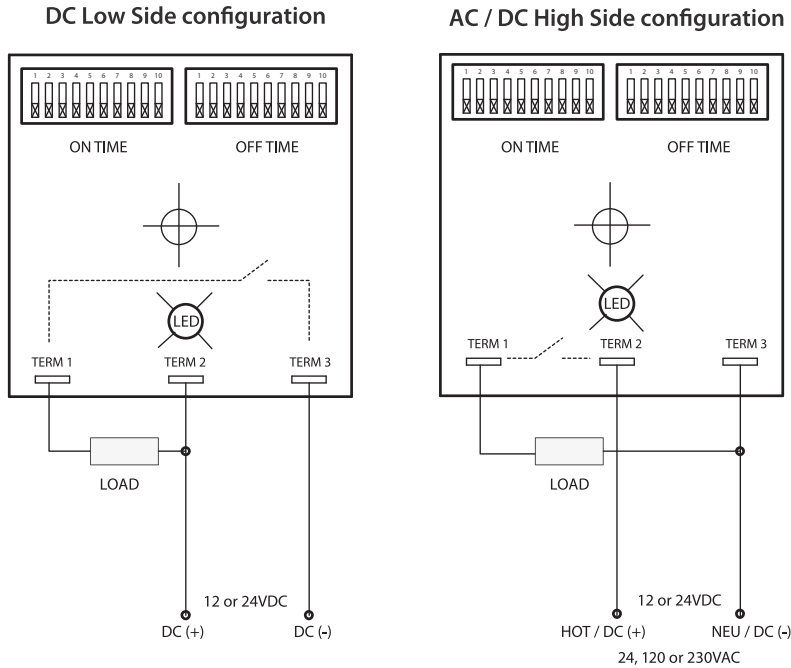 DC Low Side configuration
1 2 3 4 5 6 7 8 9 10
1 2 3 4 5 6 7 8 9 10
ON TIME
OFF TIME
LED
TERM 1
TERM 2
TERM 3
LOAD
12 or 24VDC
DC (+)
DC (-)
AC / DC High Side configuration
1 2 3 4 5 6 7 8 9 10
1 2 3 4 5 6 7 8 9 10
ON TIME
OFF TIME
LED
TERM 1
TERM 2
TERM 3
LOAD
12 or 24VDC
HOT / DC (+)
NEU / DC (-)
24, 120 or 230VAC